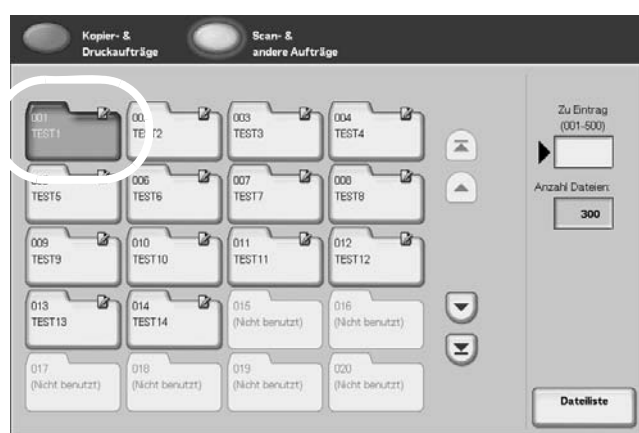 Kopier- &
Druckaufträge
Scan- &
andere Aufträge
001
TEST1
TEST2
003
TEST3
004
TEST4
TEST5
006
TEST6
007
TEST7
008
TEST8
009
TEST9
010
TEST10
011
TEST11
012
TEST12
013
TEST13
014
TEST14
015
(Nicht benutzt)
016
(Nicht benutzt)
017
(Nicht benutzt)
018
(Nicht benutzt)
019
(Nicht benutzt)
020
(Nicht benutzt)
Zu Eintrag
(001-500)
Anzahl Dateien:
300
Dateiliste